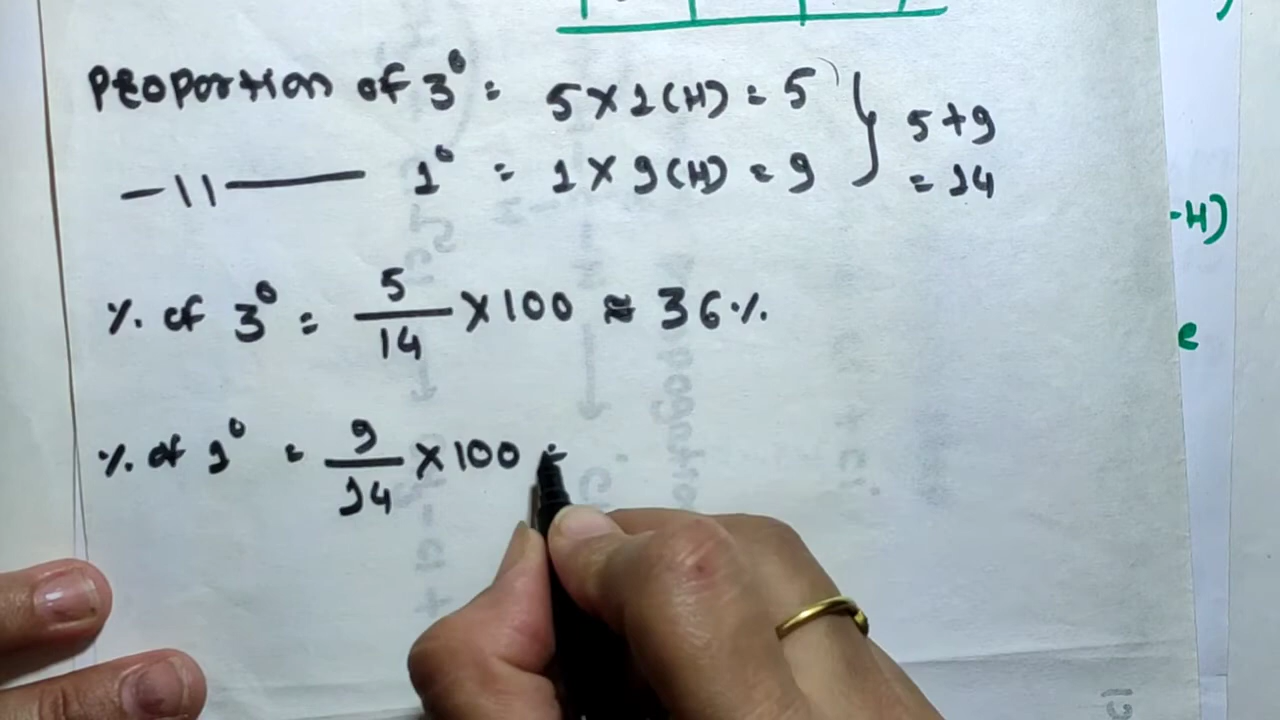 Proportion of 3° = 5 × 1 (H) = 5 } 5 + 9
—11— 1° = 1 × 9 (H) = 9 = 14
-H)
% of 3° = 5/14 × 100 ≈ 36%
e
% of 1° = 9/14 × 100 =